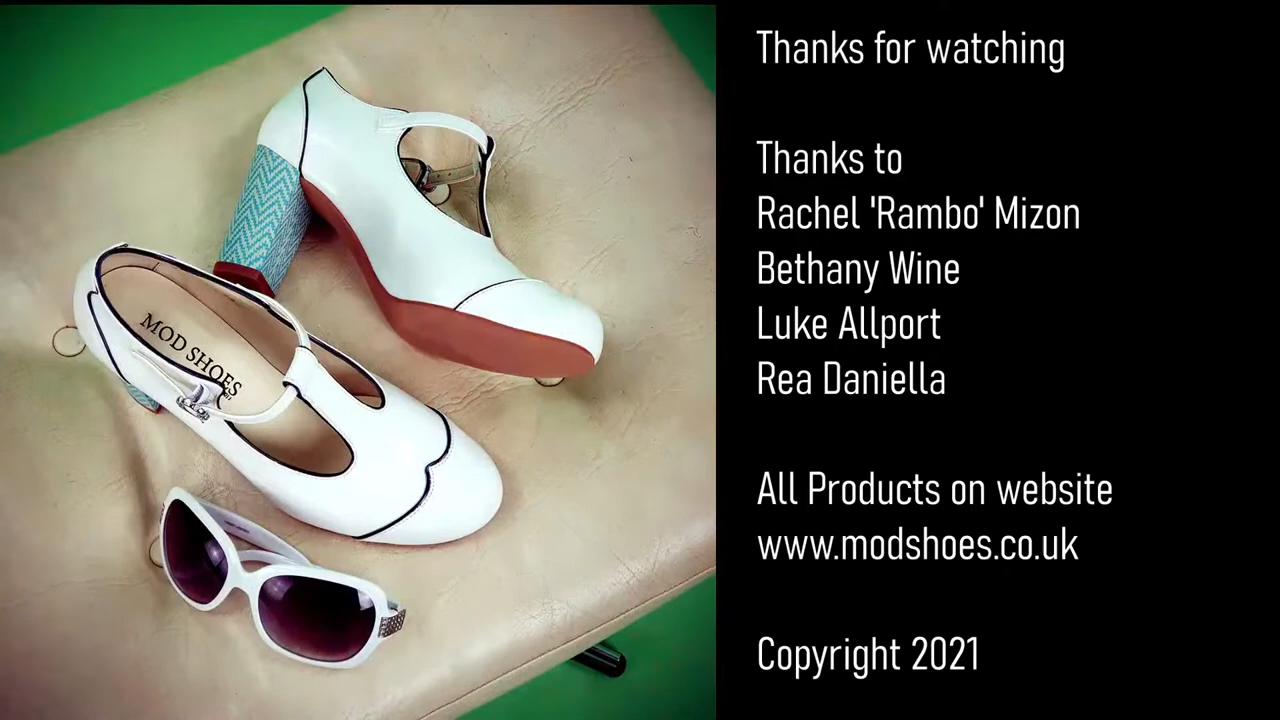 Thanks for watching
Thanks to
Rachel 'Rambo' Mizon
Bethany Wine
Luke Allport
Rea Daniella
All Products on website
www.modshoes.co.uk
Copyright 2021
MOD SHOES